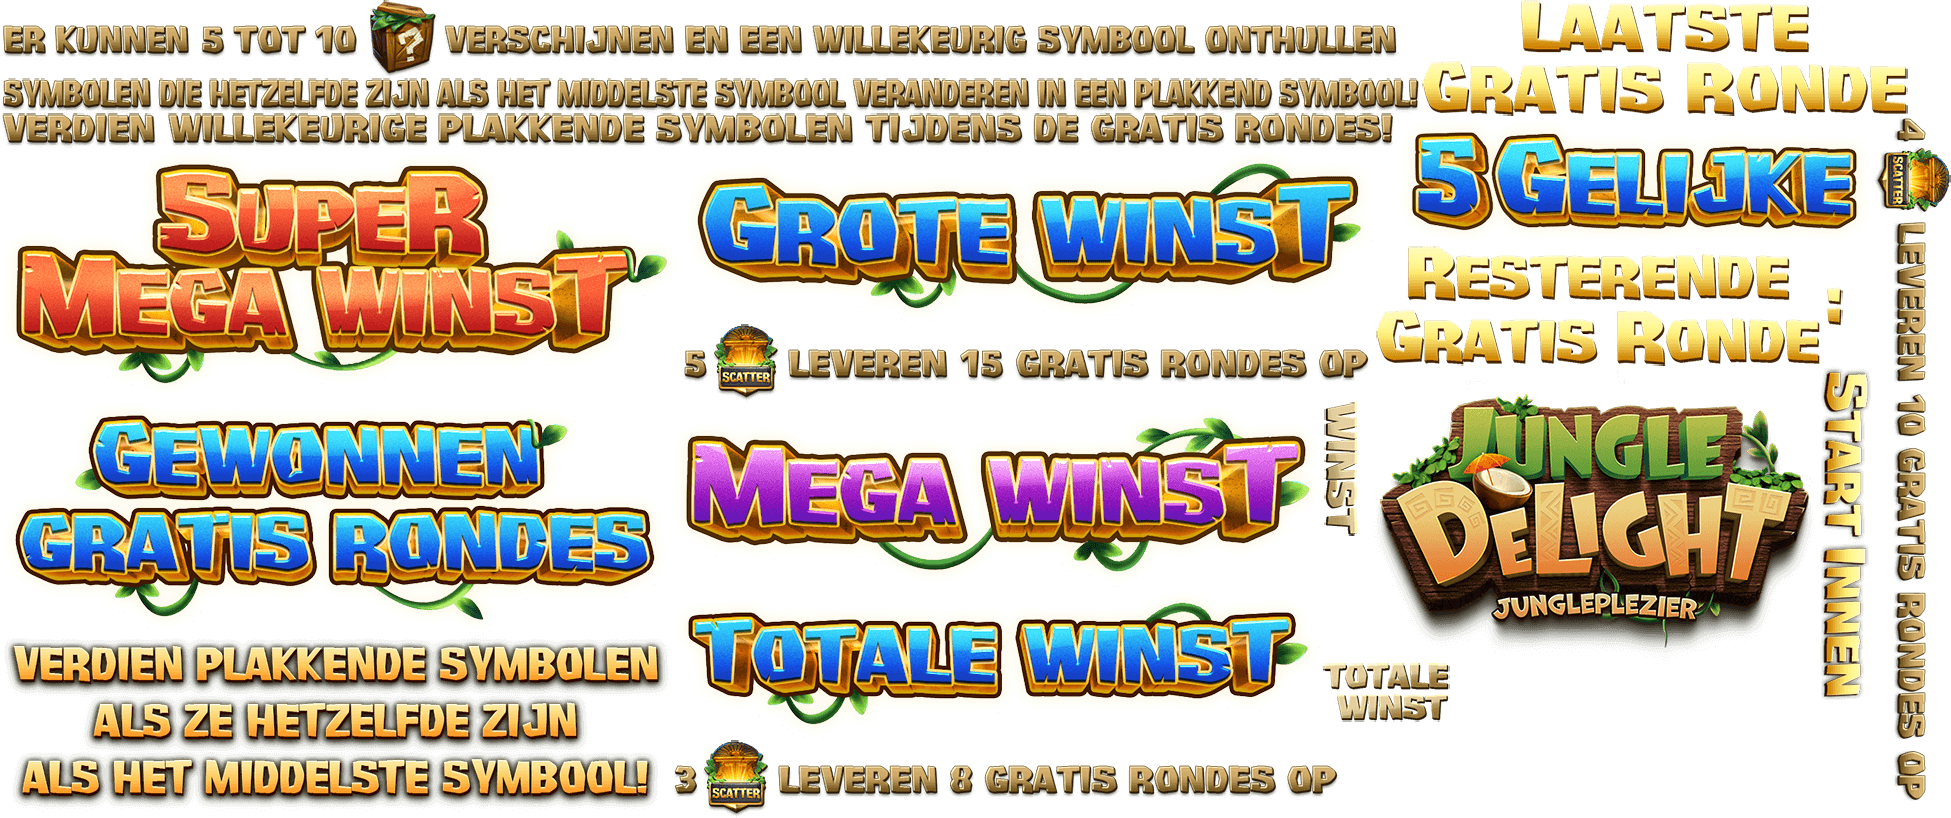 ER KUNNEN 5 TOT 10 ? VERSCHIJNEN EN EEN WILLEKEURIG SYMBOOL ONTHULLEN
SYMBOLEN DIE HETZELFDE ZIJN ALS HET MIDDELSTE SYMBOOL VERANDEREN IN EEN PLAKKEND SYMBOOL!
VERDIEN WILLEKEURIGE PLAKKENDE SYMBOLEN TIJDENS DE GRATIS RONDES!
LAATSTE
GRATIS RONDE
SUPER
MEGA WINST
GROTE WINST
5 GELIJKE
RESTERENDE
GRATIS RONDE
"
5 SCATTER LEVEREN 15 GRATIS RONDES OP
GEWONNEN
GRATIS RONDES
MEGA WINST
WINST
JUNGLE
DELIGHT
JUNGLEPLEZIER
START INNEN
4 SCATTER LEVEREN 10 GRATIS RONDES OP
VERDIEN PLAKKENDE SYMBOLEN
ALS ZE HETZELFDE ZIJN
ALS HET MIDDELSTE SYMBOOL!
TOTALE WINST
TOTALE
WINST
3 SCATTER LEVEREN 8 GRATIS RONDES OP